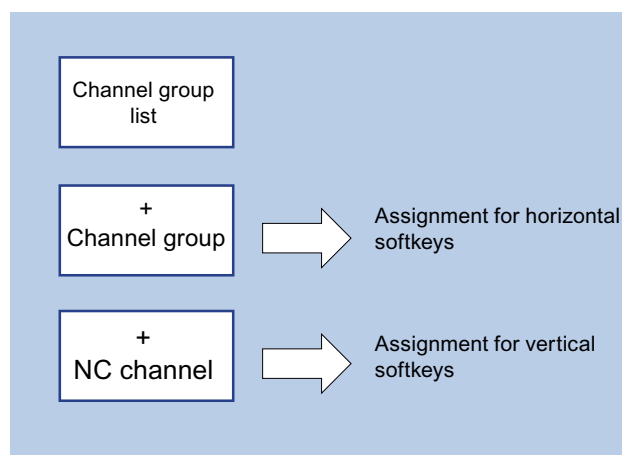 Channel group
list
+
Channel group
Assignment for horizontal
softkeys
+
NC channel
Assignment for vertical
softkeys